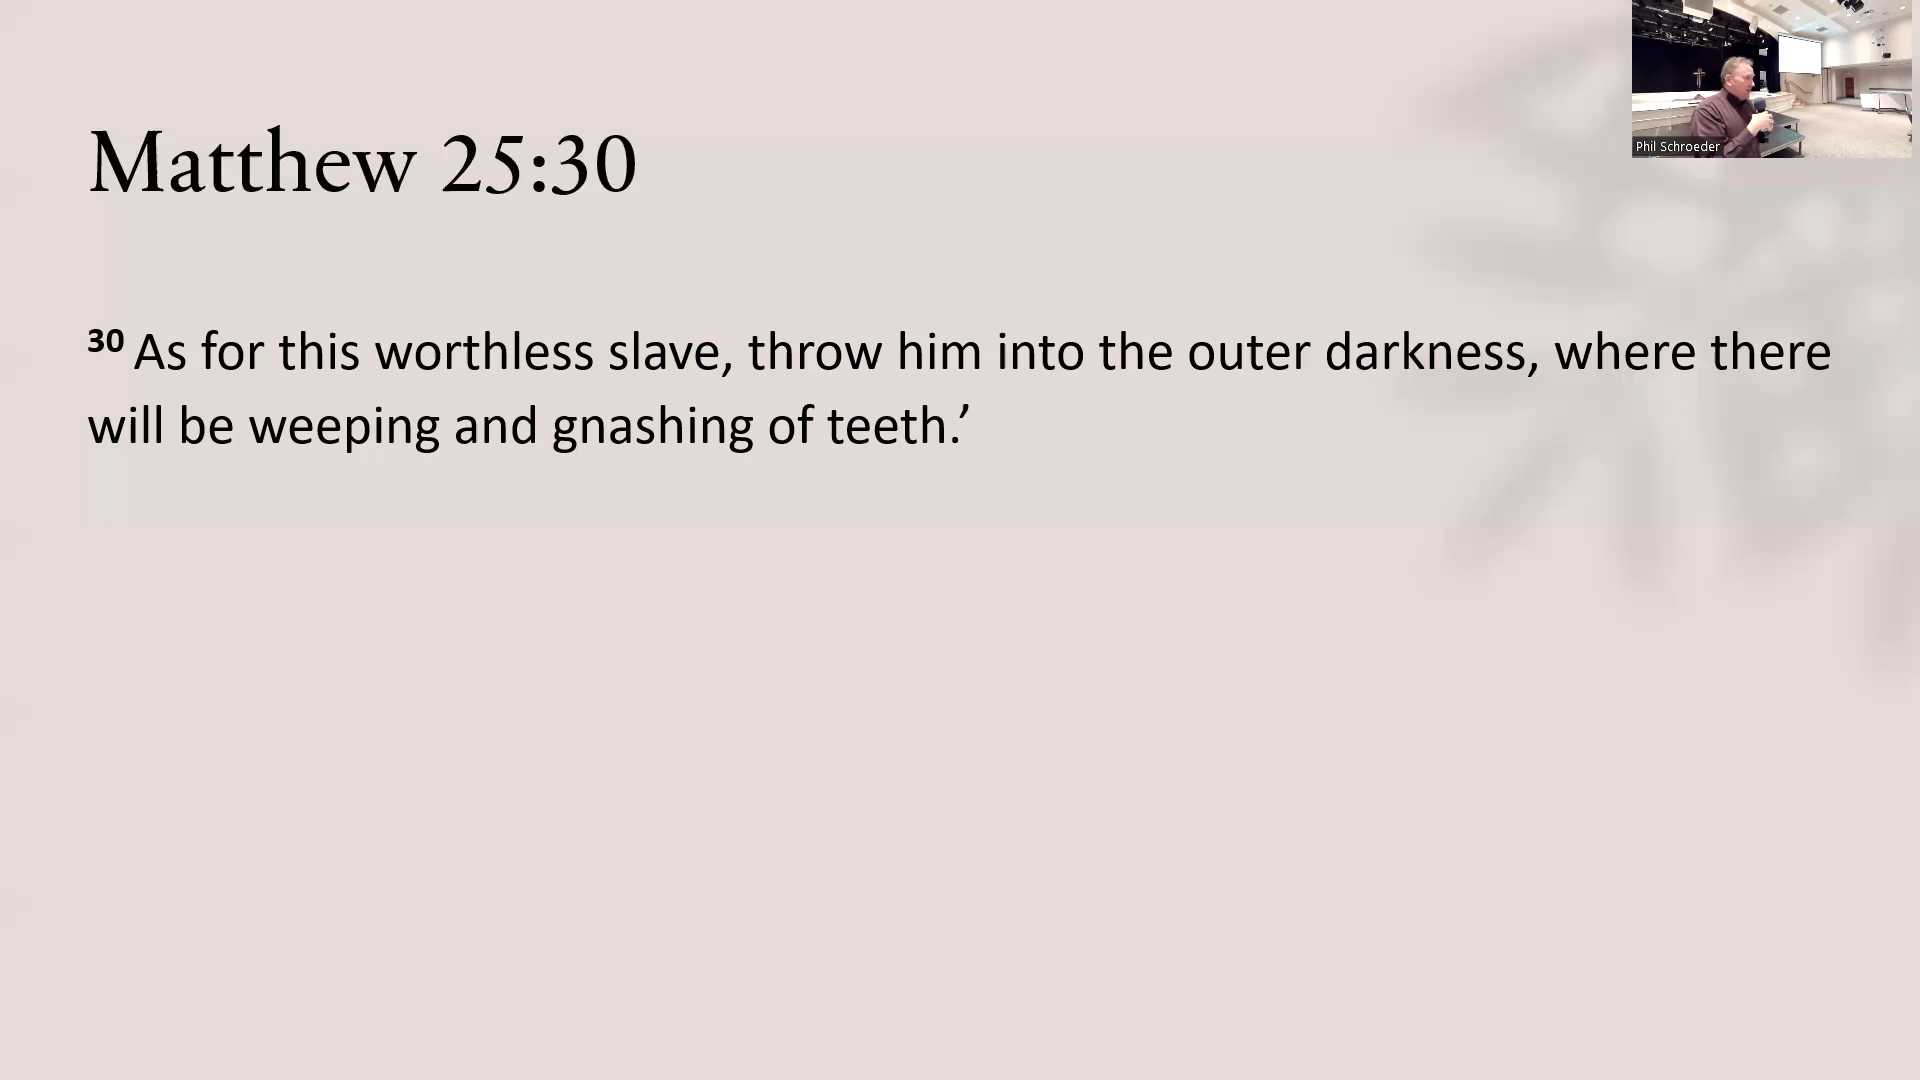 Matthew 25:30
30 As for this worthless slave, throw him into the outer darkness, where there
will be weeping and gnashing of teeth.’
Phil Schroeder